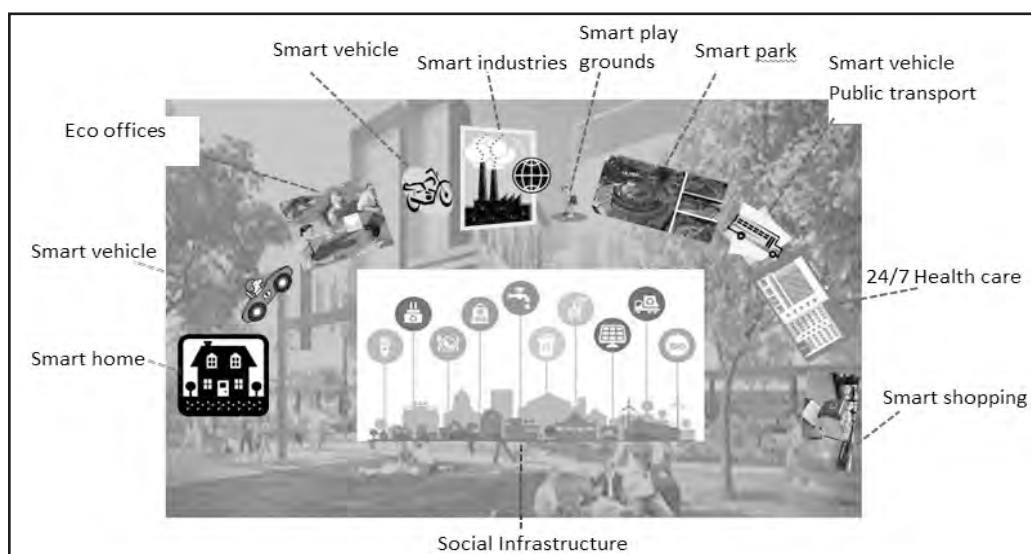 Smart vehicle
Smart industries
Smart play
grounds
Smart park
Smart vehicle
Public transport
Eco offices
Smart vehicle
24/7 Health care
Smart home
Smart shopping
Social Infrastructure